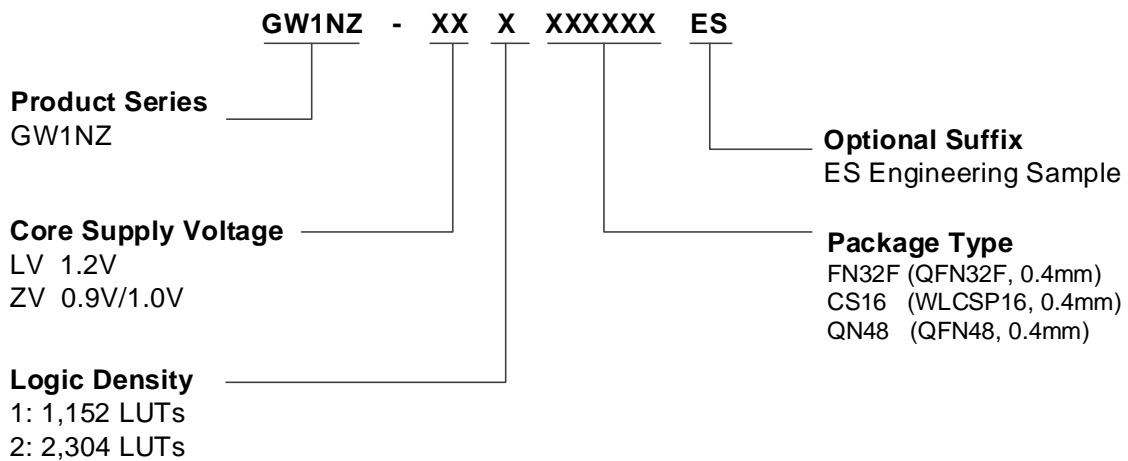 GW1NZ - XX X XXXXXX ES
Product Series
GW1NZ
Optional Suffix
ES Engineering Sample
Core Supply Voltage
LV 1.2V
ZV 0.9V/1.0V
Package Type
FN32F (QFN32F, 0.4mm)
CS16 (WLCSP16, 0.4mm)
QN48 (QFN48, 0.4mm)
Logic Density
1: 1,152 LUTs
2: 2,304 LUTs